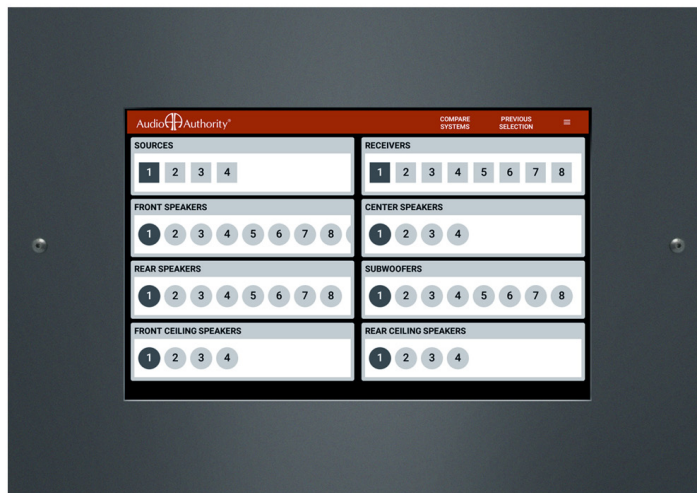 Audio Authority®
COMPARE SYSTEMS
PREVIOUS SELECTION
SOURCES
1 2 3 4
RECEIVERS
1 2 3 4 5 6 7 8
FRONT SPEAKERS
1 2 3 4 5 6 7 8
CENTER SPEAKERS
1 2 3 4
REAR SPEAKERS
1 2 3 4 5 6 7 8
SUBWOOFERS
1 2 3 4 5 6 7 8
FRONT CEILING SPEAKERS
1 2 3 4
REAR CEILING SPEAKERS
1 2 3 4